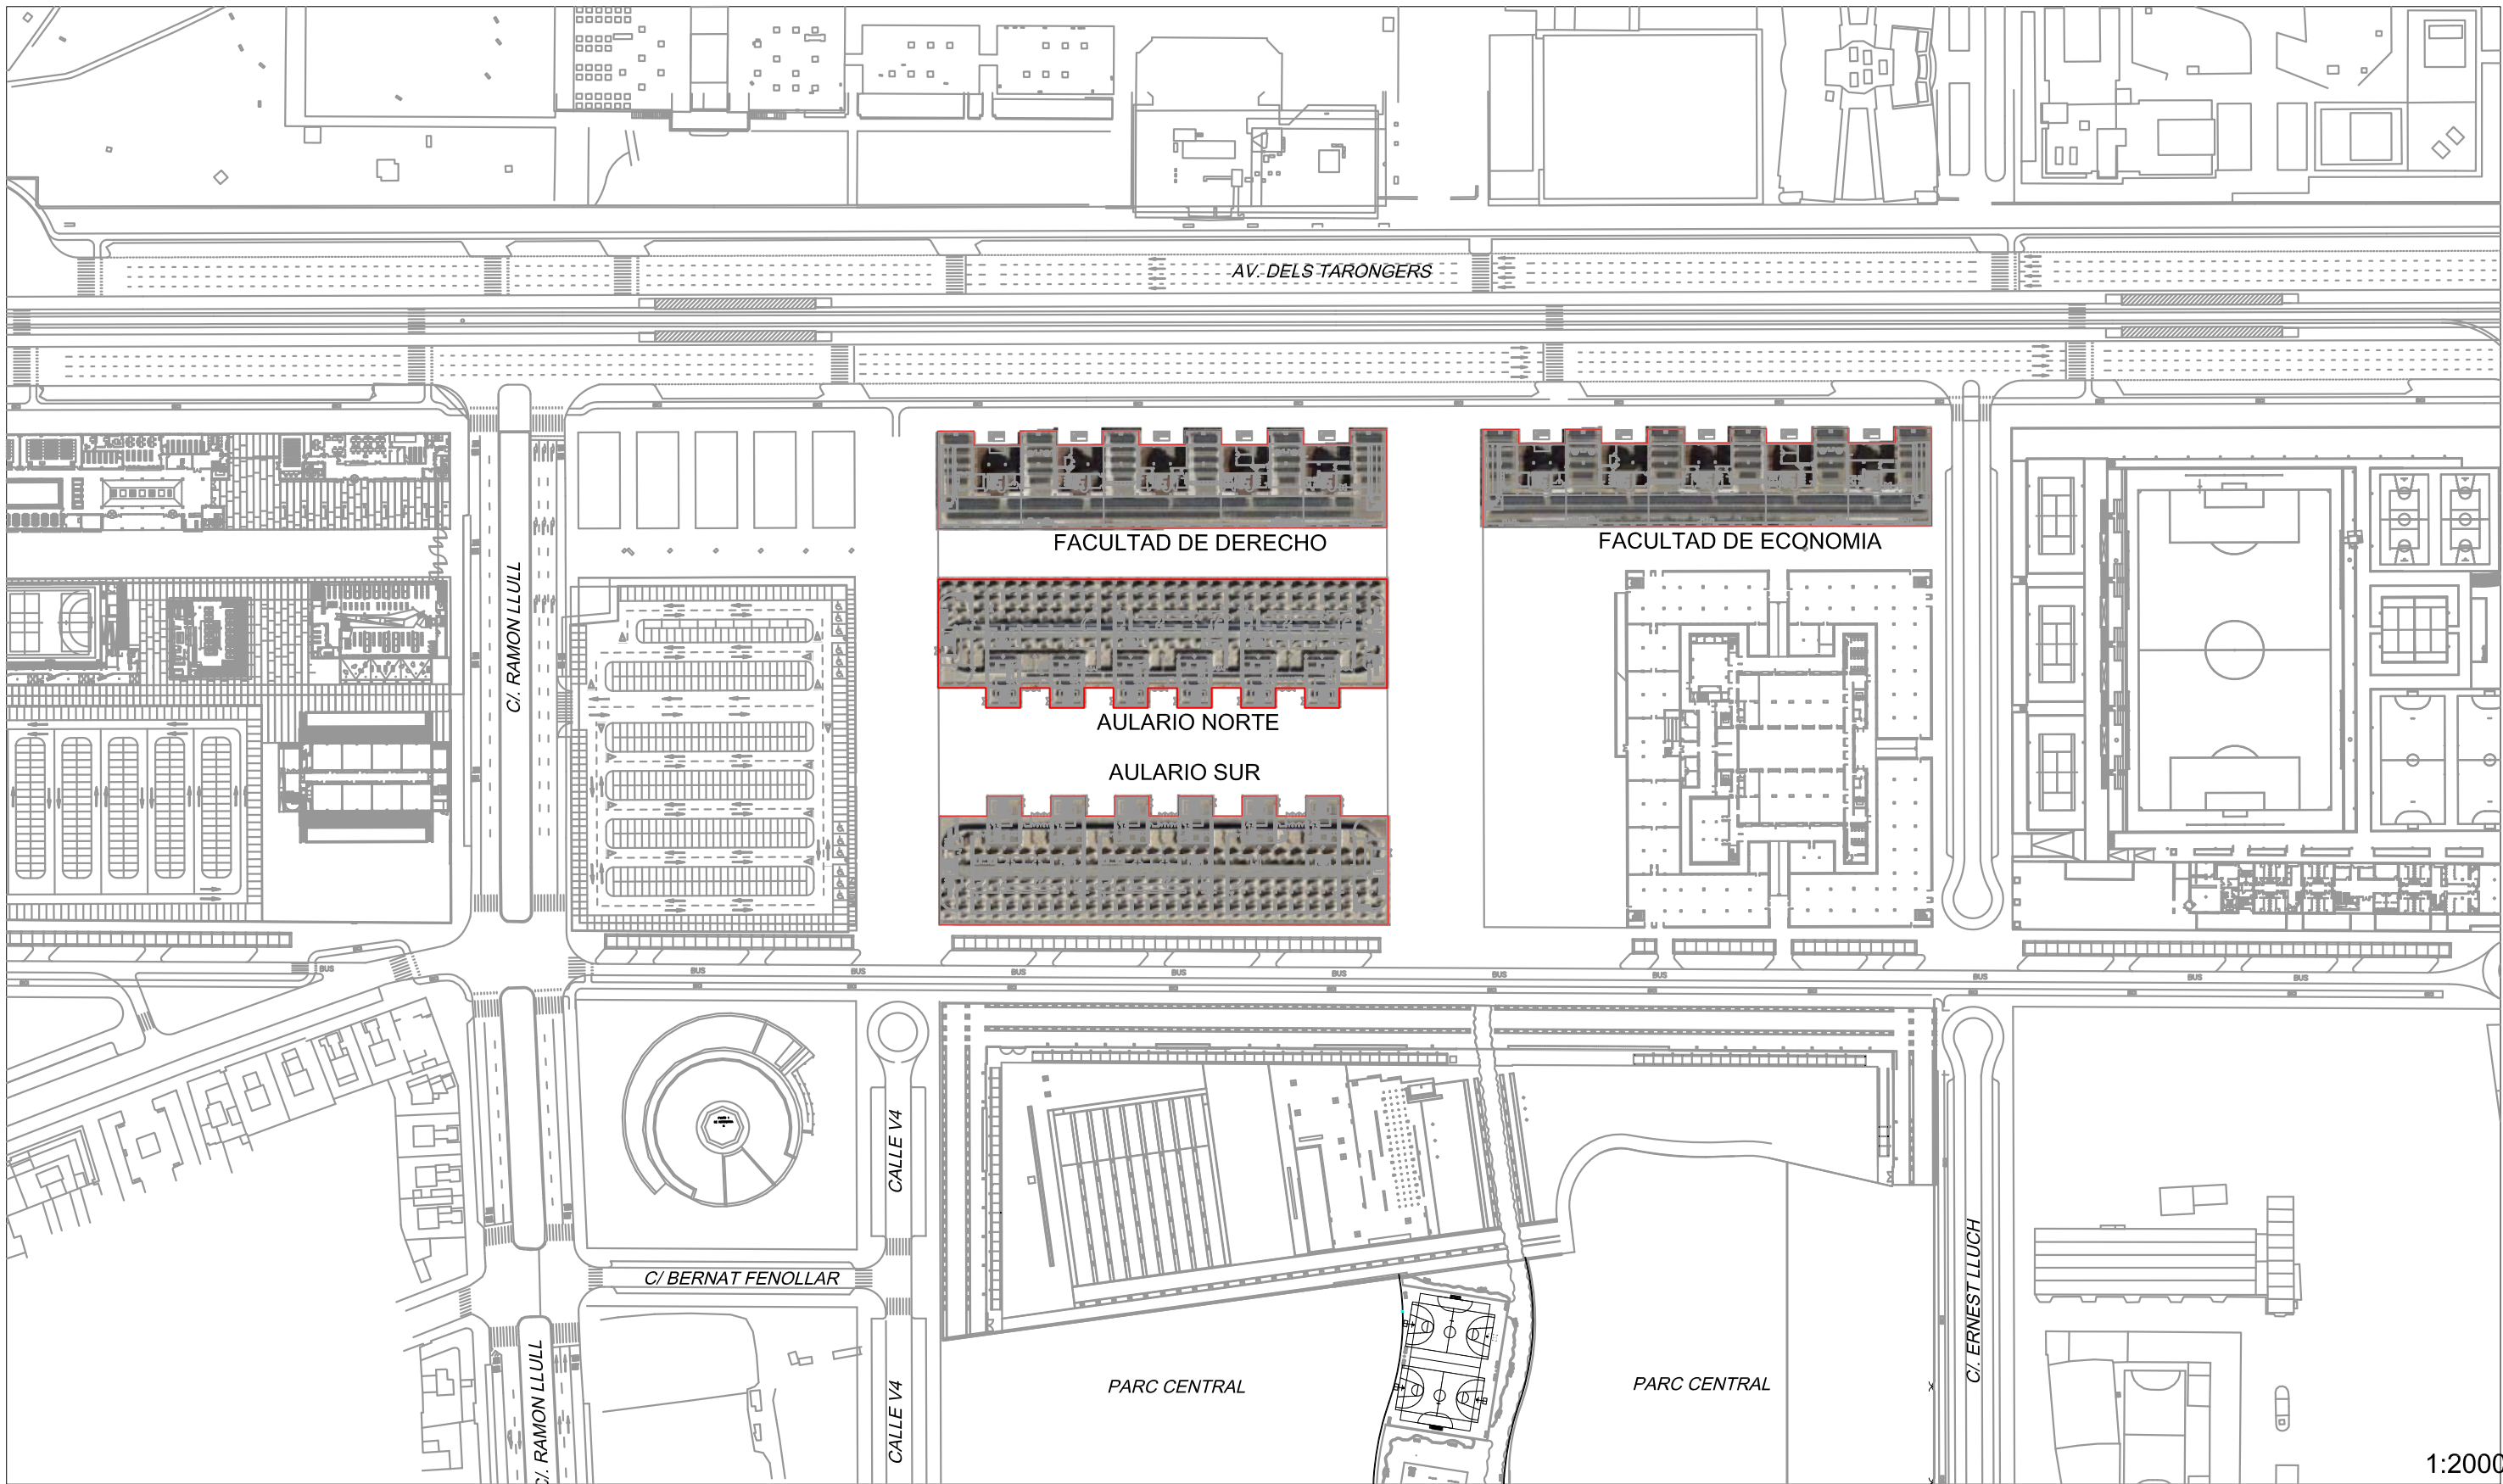 AV. DELS TARONGERS
FACULTAD DE DERECHO
FACULTAD DE ECONOMIA
C/. RAMON LLULL
AULARIO NORTE
AULARIO SUR
BUS
BUS
BUS
BUS
BUS
BUS
BUS
BUS
BUS
BUS
BUS
CALLE V4
C/ BERNAT FENOLLAR
C/. ERNEST LLUCH
C/. RAMON LLULL
CALLE V4
PARC CENTRAL
PARC CENTRAL
1:2000